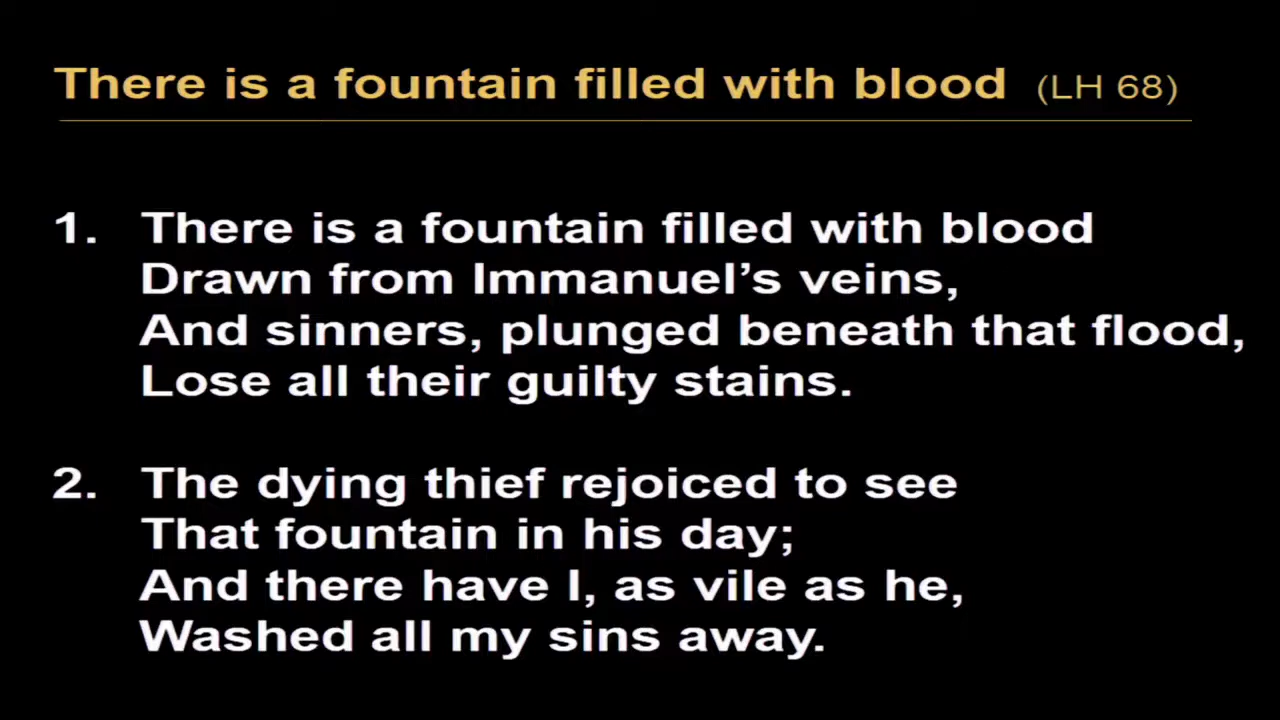 There is a fountain filled with blood (LH 68)
1. There is a fountain filled with blood
Drawn from Immanuel’s veins,
And sinners, plunged beneath that flood,
Lose all their guilty stains.
2. The dying thief rejoiced to see
That fountain in his day;
And there have I, as vile as he,
Washed all my sins away.